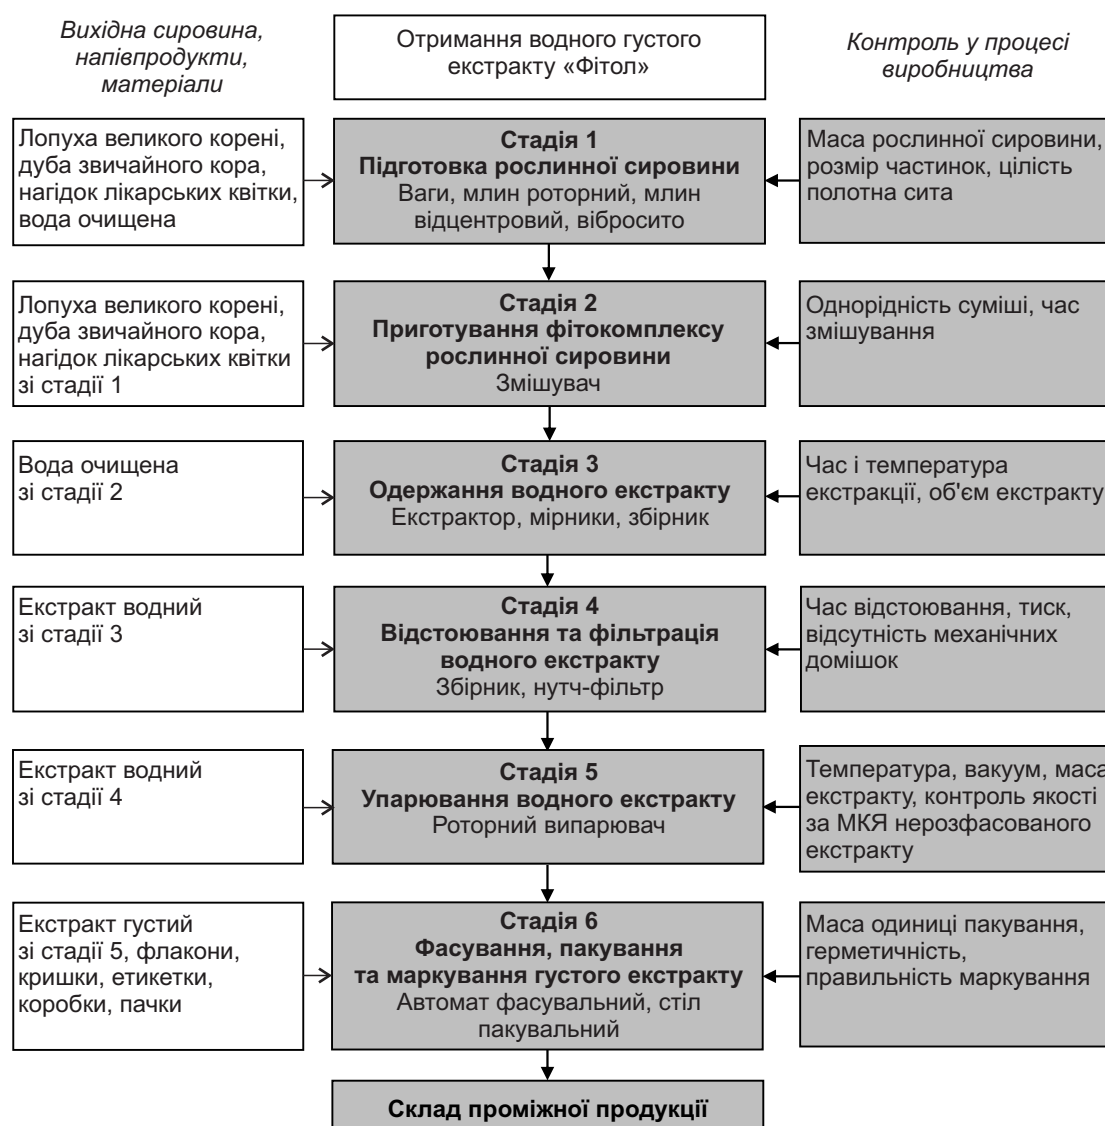 Вихідна сировина,
напівпродукти,
матеріали
Отримання водного густого
екстракту «Фітол»
Контроль у процесі
виробництва
Лопуха великого корені,
дуба звичайного кора,
нагідок лікарських квітки,
вода очищена
Стадія 1
Підготовка рослинної сировини
Ваги, млин роторний, млин
відцентровий, вібросито
Маса рослинної сировини,
розмір частинок, цілість
полотна сита
Лопуха великого корені,
дуба звичайного кора,
нагідок лікарських квітки
зі стадії 1
Стадія 2
Приготування фітокомплексу
рослинної сировини
Змішувач
Однорідність суміші, час
змішування
Вода очищена
зі стадії 2
Стадія 3
Одержання водного екстракту
Екстрактор, мірники, збірник
Час і температура
екстракції, об'єм екстракту
Екстракт водний
зі стадії 3
Стадія 4
Відстоювання та фільтрація
водного екстракту
Збірник, нутч-фільтр
Час відстоювання, тиск,
відсутність механічних
домішок
Екстракт водний
зі стадії 4
Стадія 5
Упарювання водного екстракту
Роторний випарювач
Температура, вакуум, маса
екстракту, контроль якості
за МКЯ нерозфасованого
екстракту
Екстракт густий
зі стадії 5, флакони,
кришки, етикетки,
коробки, пачки
Стадія 6
Фасування, пакування
та маркування густого екстракту
Автомат фасувальний, стіл
пакувальний
Маса одиниці пакування,
герметичність,
правильність маркування
Склад проміжної продукції